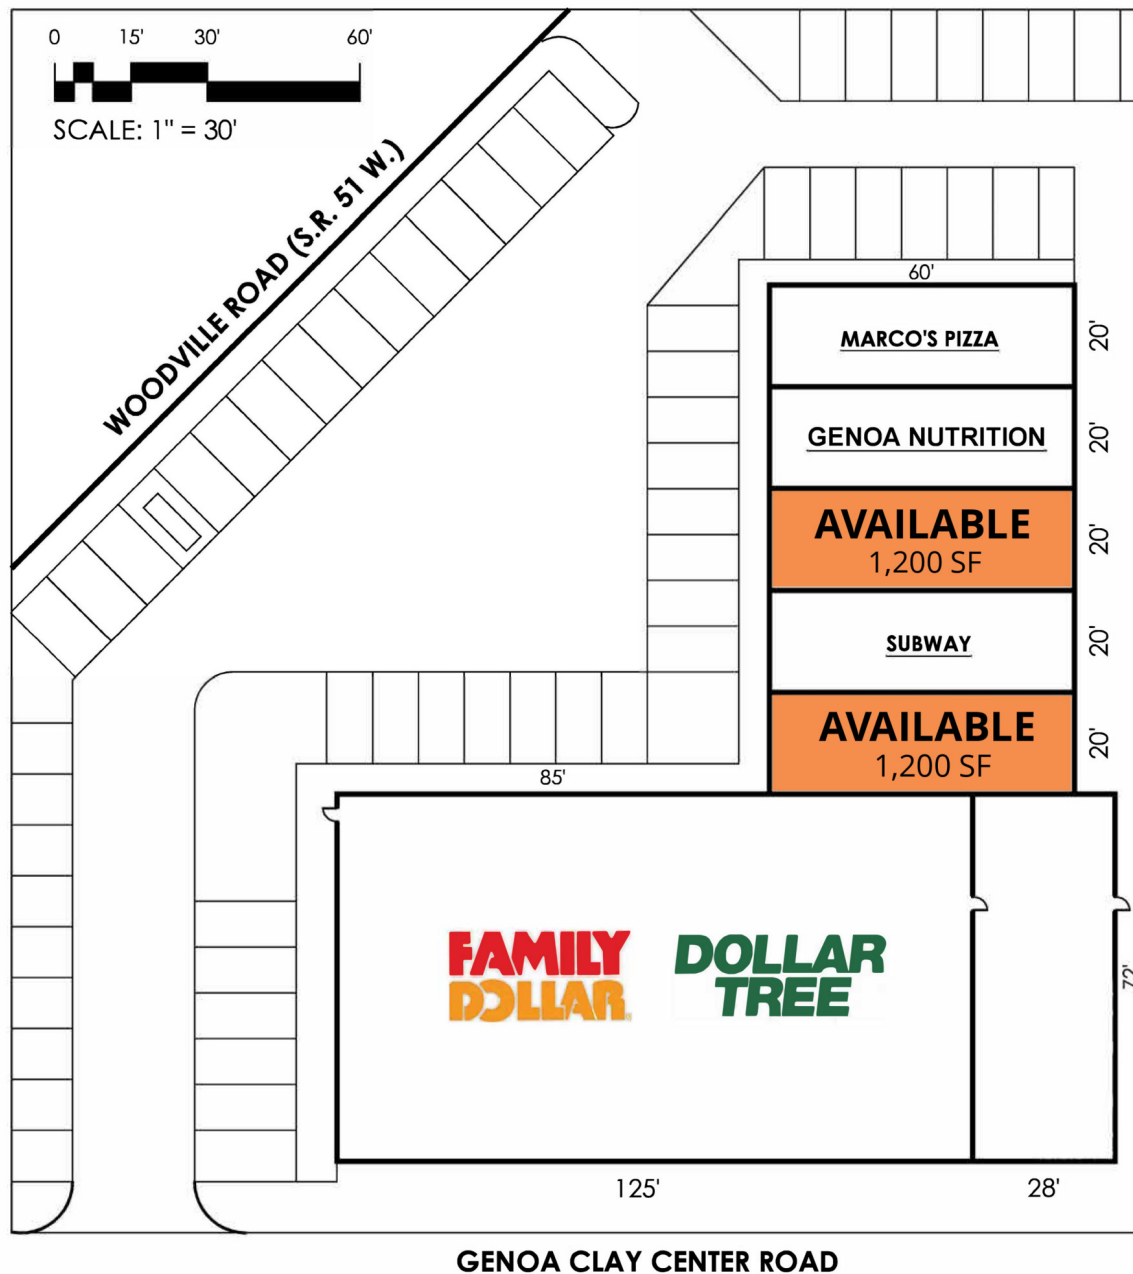 0 15' 30' 60'
SCALE: 1" = 30'
WOODVILLE ROAD (S.R. 51 W.)
60'
MARCO'S PIZZA
20'
GENOA NUTRITION
20'
AVAILABLE
1,200 SF
20'
SUBWAY
20'
AVAILABLE
1,200 SF
20'
85'
FAMILY
DOLLAR
DOLLAR
TREE
72'
125'
28'
GENOA CLAY CENTER ROAD